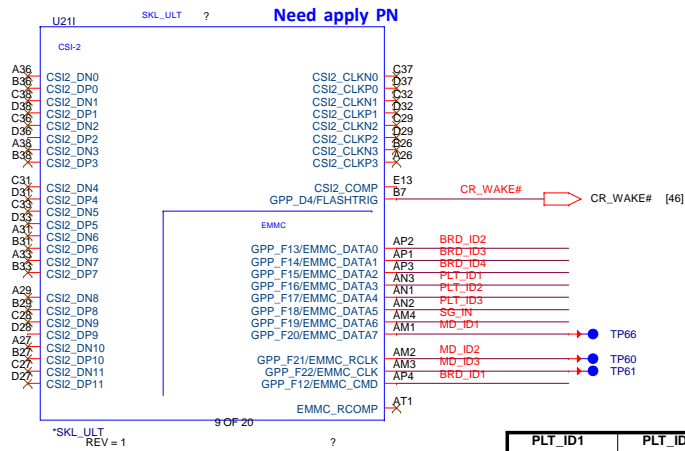 U21I
SKL_ULT
?
Need apply PN
CSI-2
A36 CSI2_DN0 CSI2_CLKN0 C37
B36 CSI2_DP0 CSI2_CLKP0 D37
C38 CSI2_DN1 CSI2_CLKN1 C32
D38 CSI2_DP1 CSI2_CLKP1 D32
C36 CSI2_DN2 CSI2_CLKN2 C29
D36 CSI2_DP2 CSI2_CLKP2 D29
A38 CSI2_DN3 CSI2_CLKN3 B26
B38 CSI2_DP3 CSI2_CLKP3 A26
C31 CSI2_DN4 CSI2_COMP E13
D31 CSI2_DP4 GPP_D4/FLASHTRIG B7 CR_WAKE# CR_WAKE# [46]
C33 CSI2_DN5
D33 CSI2_DP5
A31 CSI2_DN6 EMMC
B31 CSI2_DP6 GPP_F13/EMMC_DATA0 AP2 BRD_ID2
A33 CSI2_DN7 GPP_F14/EMMC_DATA1 AP1 BRD_ID3
B33 CSI2_DP7 GPP_F15/EMMC_DATA2 AP3 BRD_ID4
GPP_F16/EMMC_DATA3 AN3 PLT_ID1
A29 CSI2_DN8 GPP_F17/EMMC_DATA4 AN1 PLT_ID2
B29 CSI2_DP8 GPP_F18/EMMC_DATA5 AN2 PLT_ID3
C28 CSI2_DN9 GPP_F19/EMMC_DATA6 AM4 SG_IN
D28 CSI2_DP9 GPP_F20/EMMC_DATA7 AM1 MD_ID1 TP66
A27 CSI2_DN10
B27 CSI2_DP10 GPP_F21/EMMC_RCLK AM2 MD_ID2 TP60
C27 CSI2_DN11 GPP_F22/EMMC_CLK AM3 MD_ID3 TP61
D27 CSI2_DP11 GPP_F12/EMMC_CMD AP4 BRD_ID1
EMMC_RCOMP AT1
9 OF 20
*SKL_ULT
REV = 1
?
PLT_ID1 PLT_ID